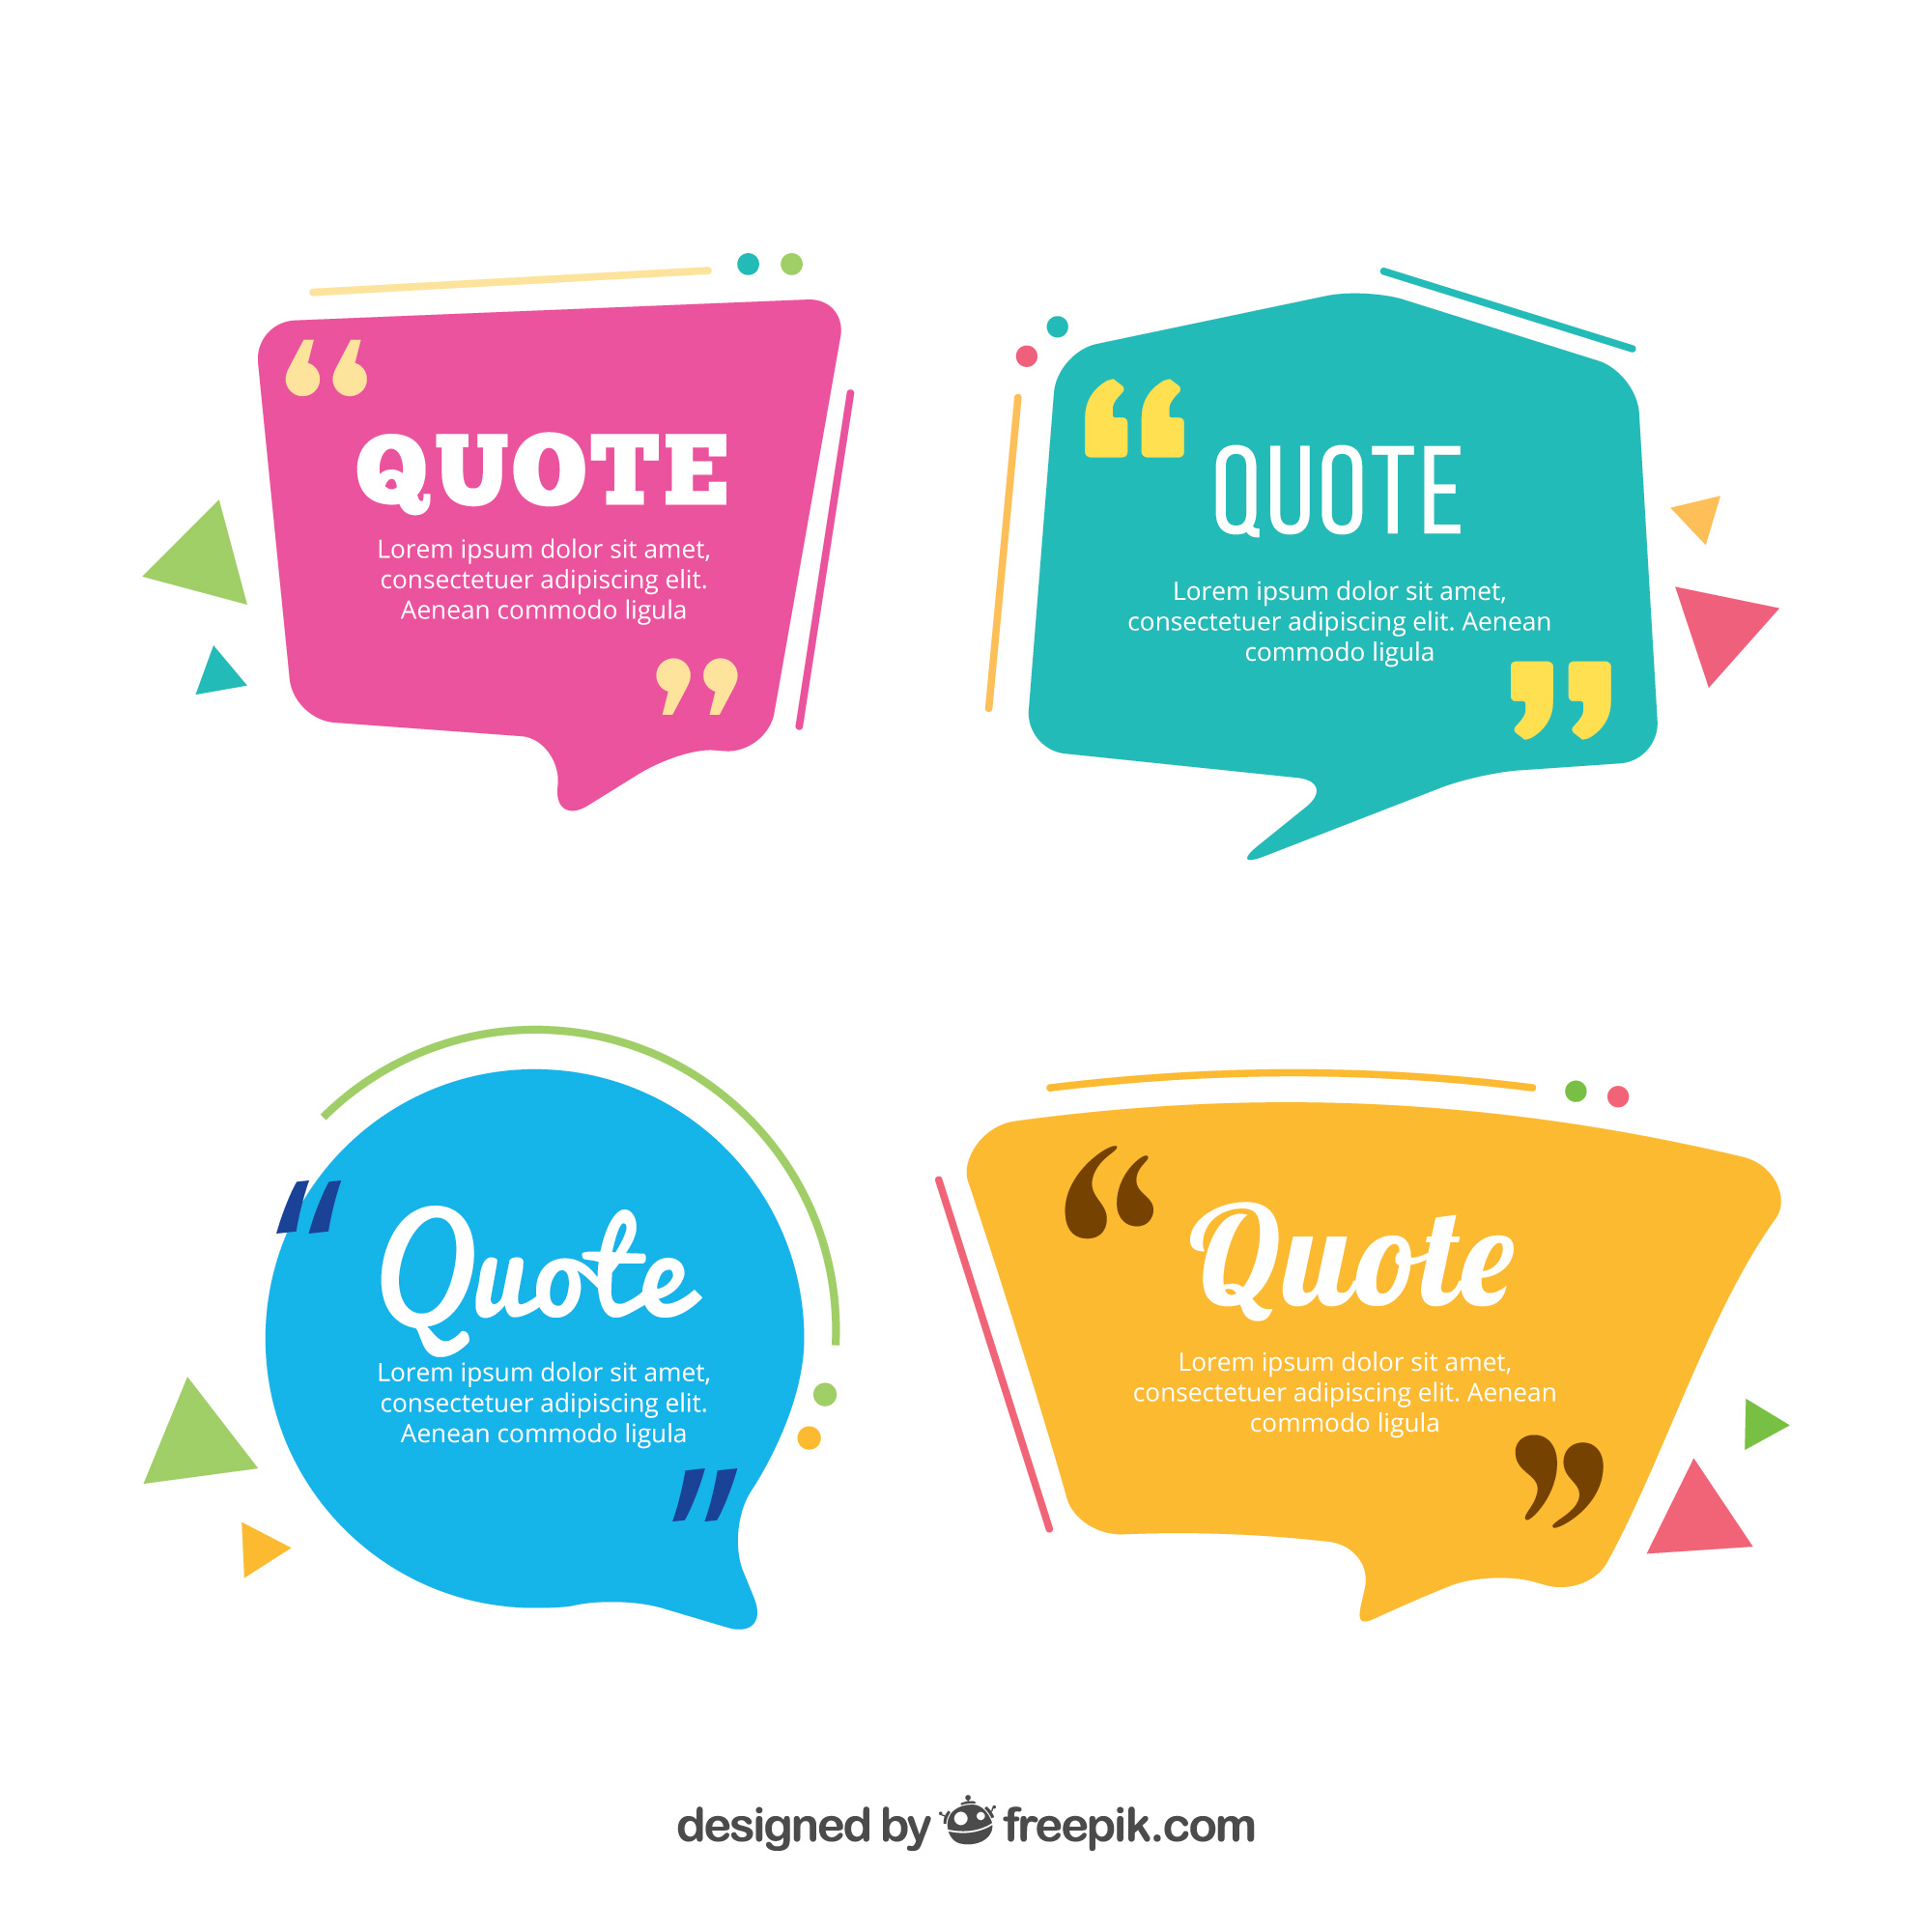 “
QUOTE
Lorem ipsum dolor sit amet,
consectetuer adipiscing elit.
Aenean commodo ligula
”
“
QUOTE
Lorem ipsum dolor sit amet,
consectetuer adipiscing elit. Aenean
commodo ligula
”
"
Quote
Lorem ipsum dolor sit amet,
consectetuer adipiscing elit.
Aenean commodo ligula
"
“
Quote
Lorem ipsum dolor sit amet,
consectetuer adipiscing elit. Aenean
commodo ligula
”
designed by freepik.com